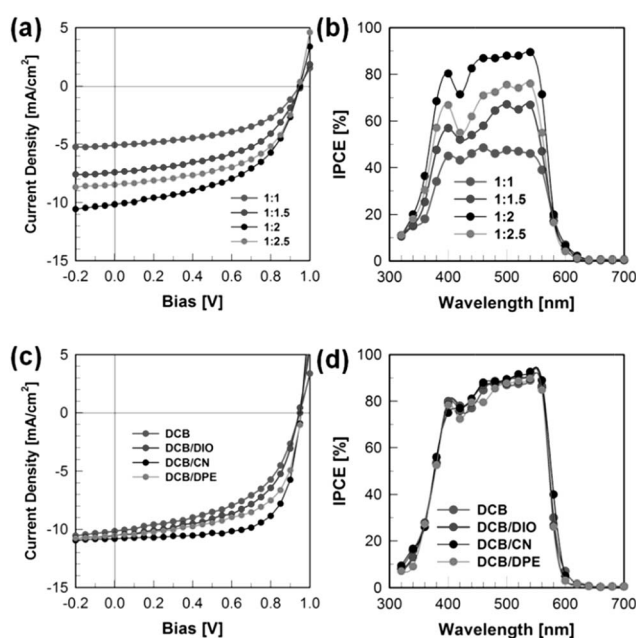 (a)
5
0
-5
-10
-15
Current Density [mA/cm²]
-0.2 0.0 0.2 0.4 0.6 0.8 1.0
Bias [V]
1:1
1:1.5
1:2
1:2.5
(b)
100
80
60
40
20
0
IPCE [%]
300 400 500 600 700
Wavelength [nm]
1:1
1:1.5
1:2
1:2.5
(c)
5
0
-5
-10
-15
Current Density [mA/cm²]
-0.2 0.0 0.2 0.4 0.6 0.8 1.0
Bias [V]
DCB
DCB/DIO
DCB/CN
DCB/DPE
(d)
100
80
60
40
20
0
IPCE [%]
300 400 500 600 700
Wavelength [nm]
DCB
DCB/DIO
DCB/CN
DCB/DPE